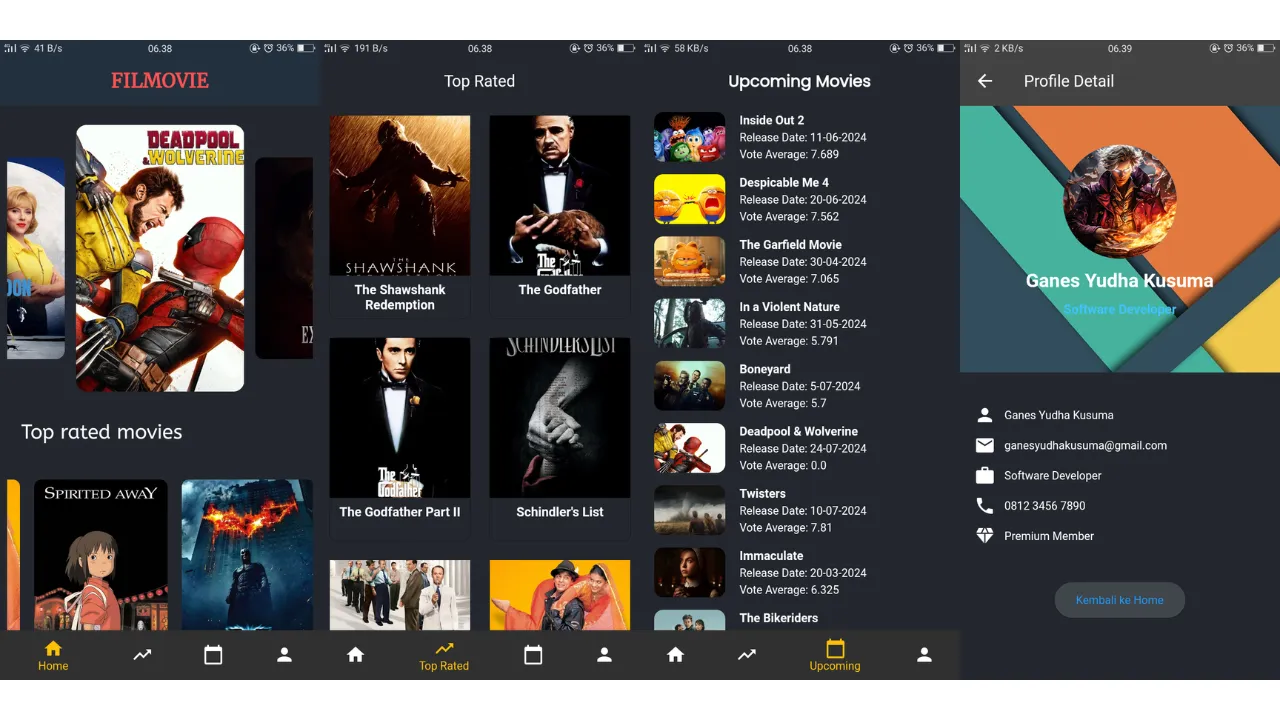 41 B/s 06.38 36%
FILMOVIE
DEADPOOL
& WOLVERINE
Top rated movies
SPIRITED AWAY
Home
191 B/s 06.38 36%
Top Rated
THE
SHAWSHANK
The Shawshank
Redemption
The
The Godfather
The
Godfather
The Godfather Part II
SCHINDLER'S LIST
Schindler's List
Top Rated
58 KB/s 06.38 36%
Upcoming Movies
Inside Out 2
Release Date: 11-06-2024
Vote Average: 7.689
Despicable Me 4
Release Date: 20-06-2024
Vote Average: 7.562
The Garfield Movie
Release Date: 30-04-2024
Vote Average: 7.065
In a Violent Nature
Release Date: 31-05-2024
Vote Average: 5.791
Boneyard
Release Date: 5-07-2024
Vote Average: 5.7
Deadpool & Wolverine
Release Date: 24-07-2024
Vote Average: 0.0
Twisters
Release Date: 10-07-2024
Vote Average: 7.81
Immaculate
Release Date: 20-03-2024
Vote Average: 6.325
The Bikeriders
Upcoming
2 KB/s 06.39 36%
Profile Detail
Ganes Yudha Kusuma
Software Developer
Ganes Yudha Kusuma
ganesyudhakusuma@gmail.com
Software Developer
0812 3456 7890
Premium Member
Kembali ke Home